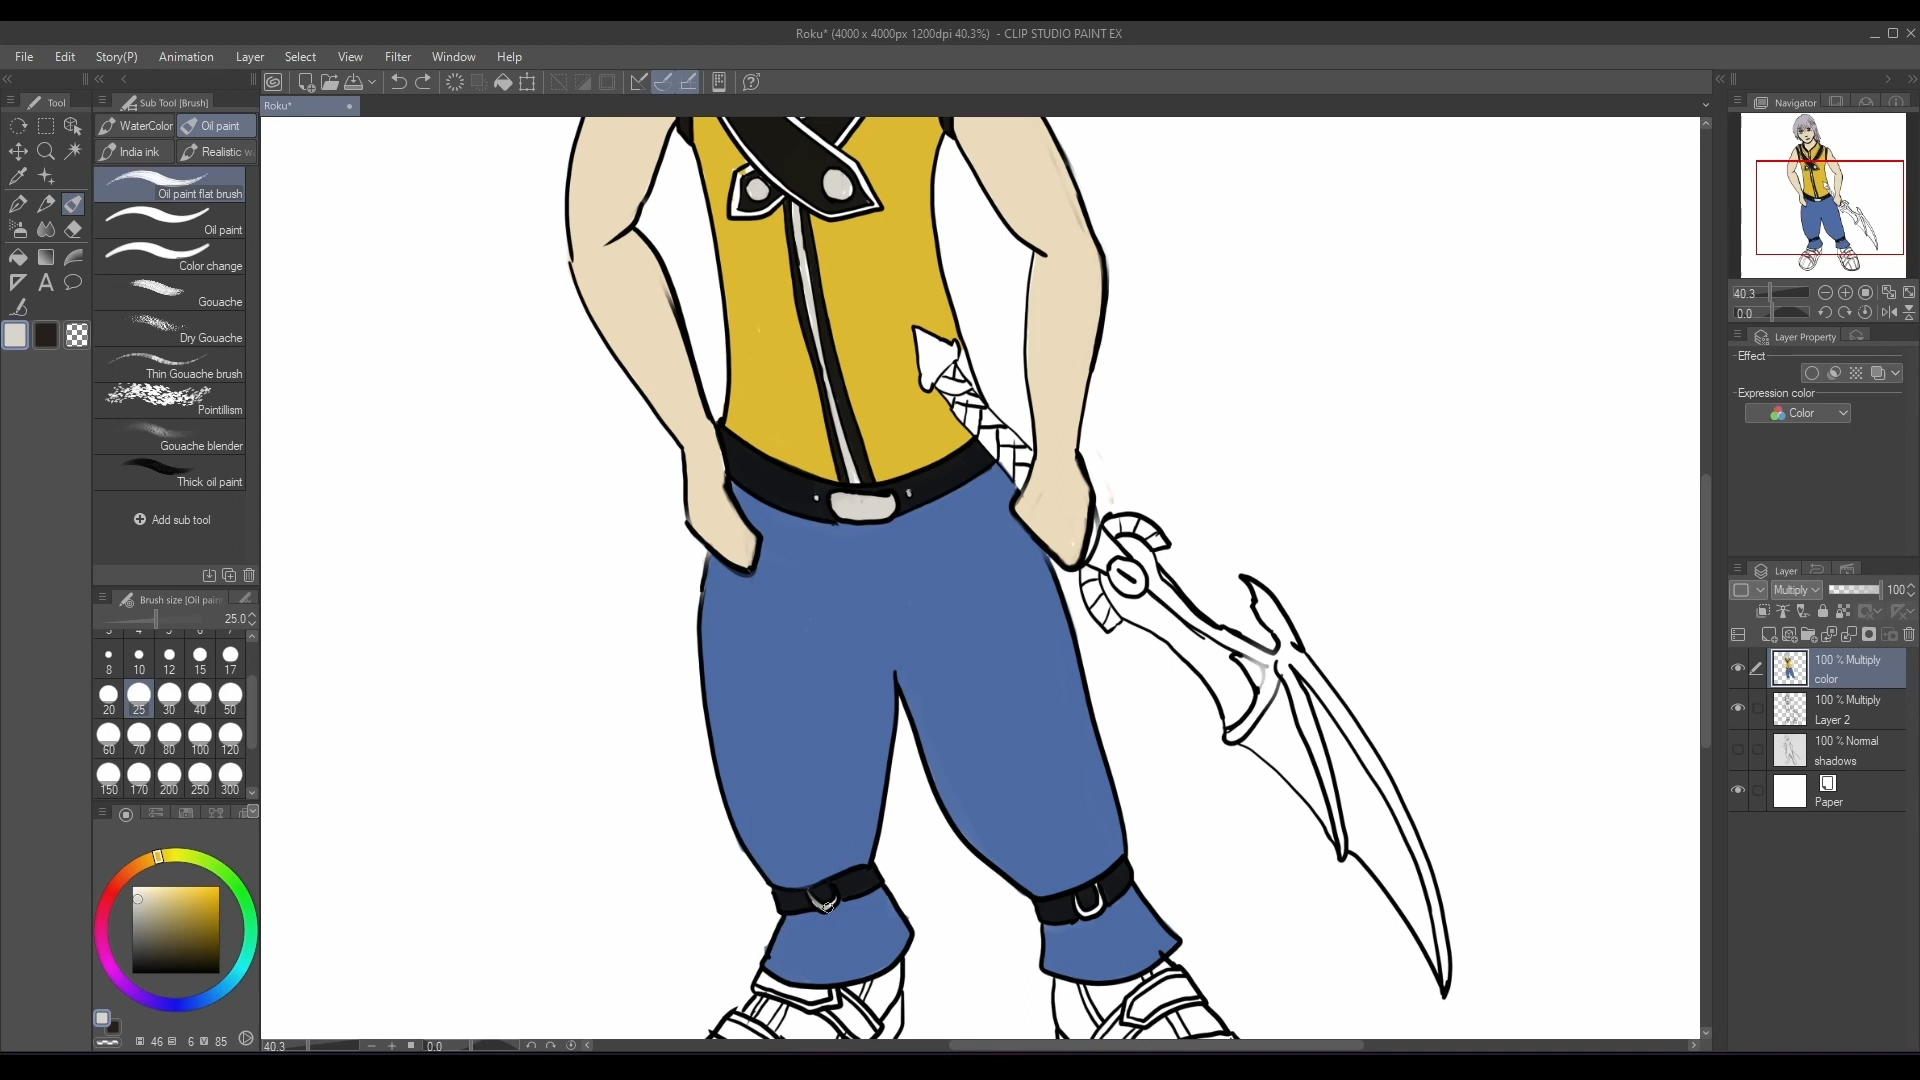 Roku* (4000 x 4000px 1200dpi 40.3%) - CLIP STUDIO PAINT EX
File Edit Story(P) Animation Layer Select View Filter Window Help
Tool
Sub Tool [Brush]
Roku*
WaterColor
Oil paint
India ink
Realistic w
Oil paint flat brush
Oil paint
Color change
Gouache
Dry Gouache
Thin Gouache brush
Pointillism
Gouache blender
Thick oil paint
Add sub tool
Brush size [Oil pain
25.0
8 10 12 15 17
20 25 30 40 50
60 70 80 100 120
150 170 200 250 300
46 6 85
40.3
0.0
Navigator
40.3
0.0
Layer Property
Effect
Expression color
Color
Layer
Multiply
100
100 % Multiply
color
100 % Multiply
Layer 2
100 % Normal
shadows
Paper